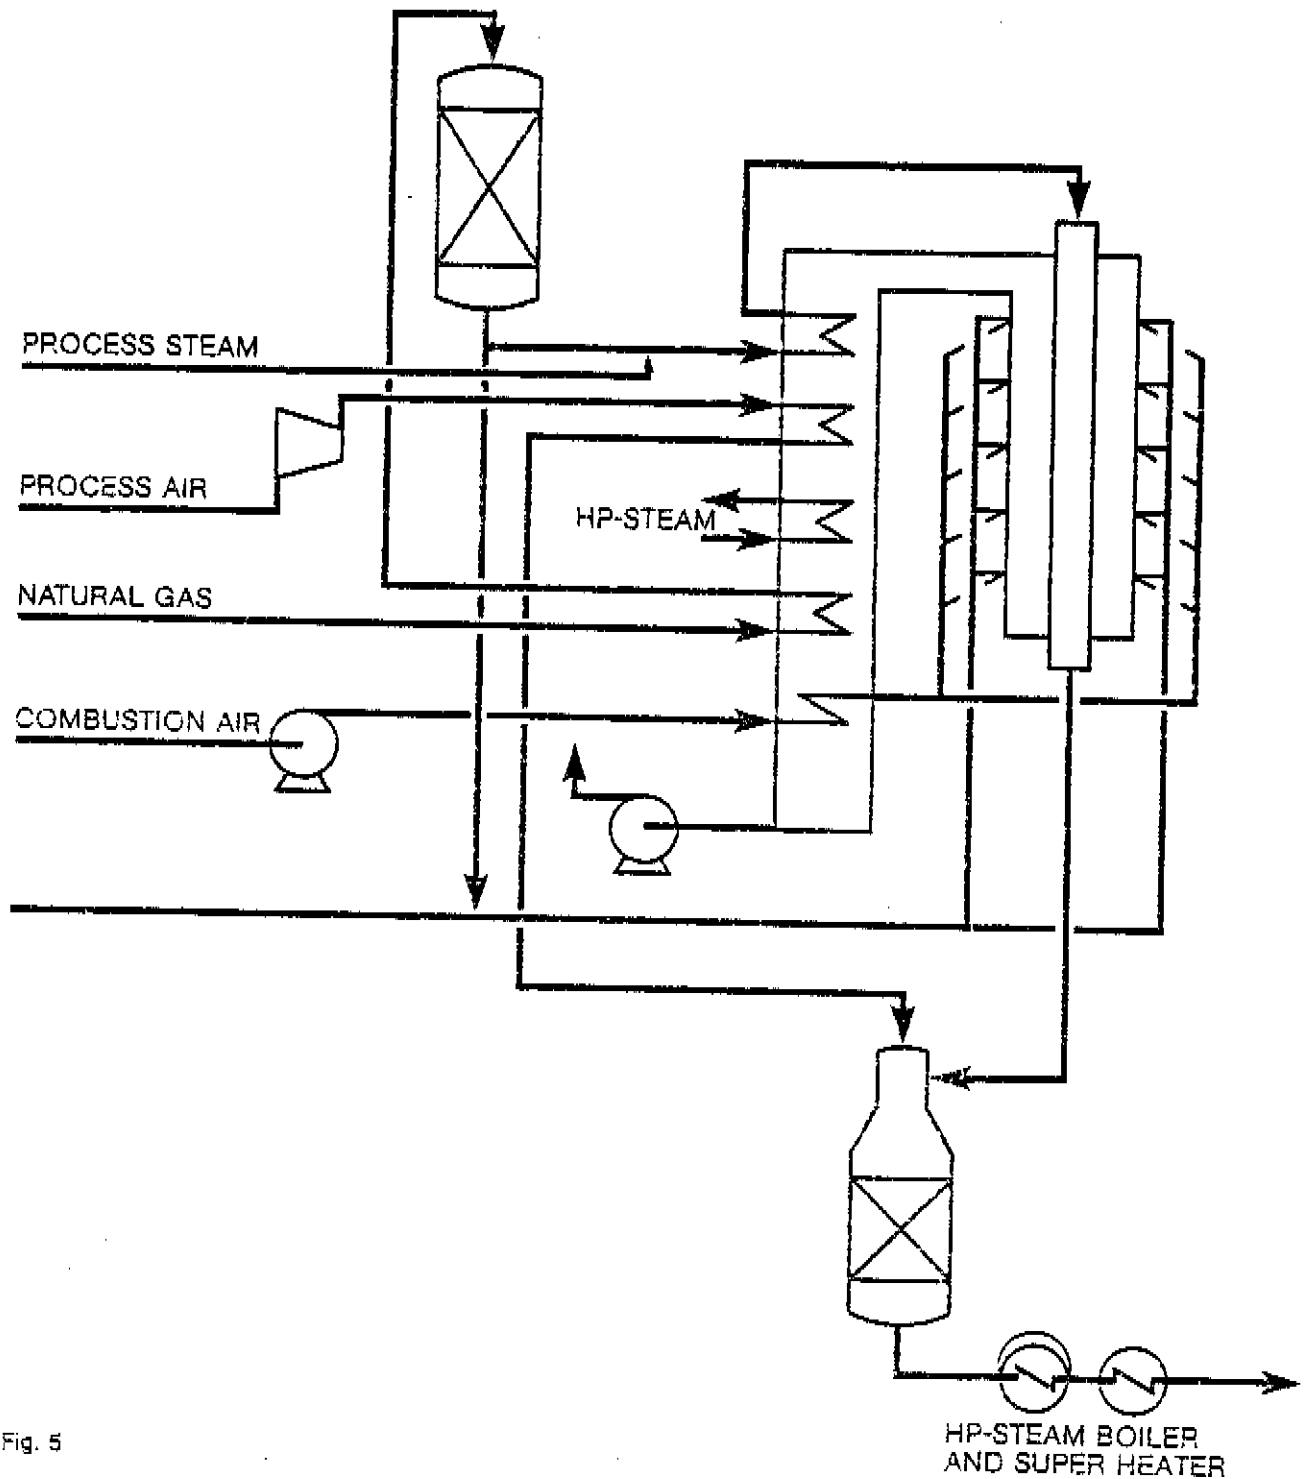 PROCESS STEAM
PROCESS AIR
HP-STEAM
NATURAL GAS
COMBUSTION AIR
HP-STEAM BOILER
AND SUPER HEATER
Fig. 5